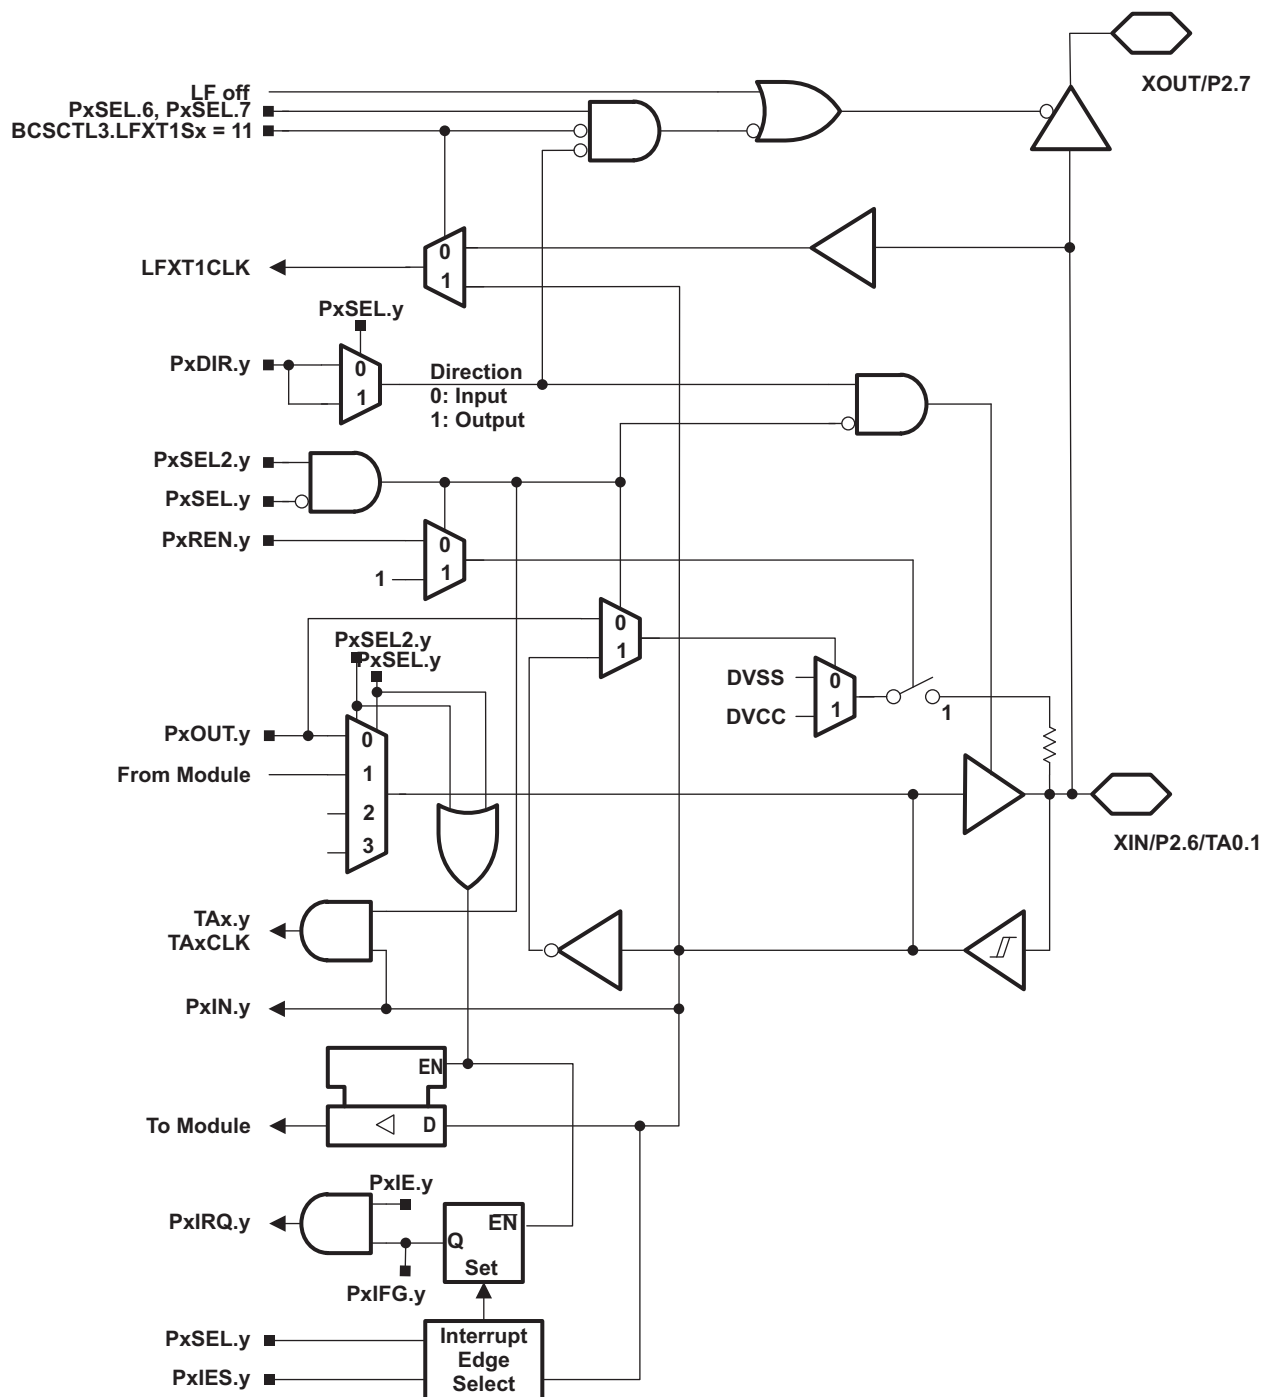 XOUT/P2.7
LF off
PxSEL.6, PxSEL.7
BCSCTL3.LFXT1Sx = 11
0
1
LFXT1CLK
PxSEL.y
PxDIR.y
0
1
Direction
0: Input
1: Output
PxSEL2.y
PxSEL.y
PxREN.y
0
1
1
0
1
PxSEL2.y
PxSEL.y
DVSS
DVCC
0
1
1
PxOUT.y
From Module
0
1
2
3
XIN/P2.6/TA0.1
TAx.y
TAxCLK
PxIN.y
EN
To Module
D
PxIE.y
PxIRQ.y
EN
Q
Set
PxIFG.y
PxSEL.y
PxIES.y
Interrupt
Edge
Select